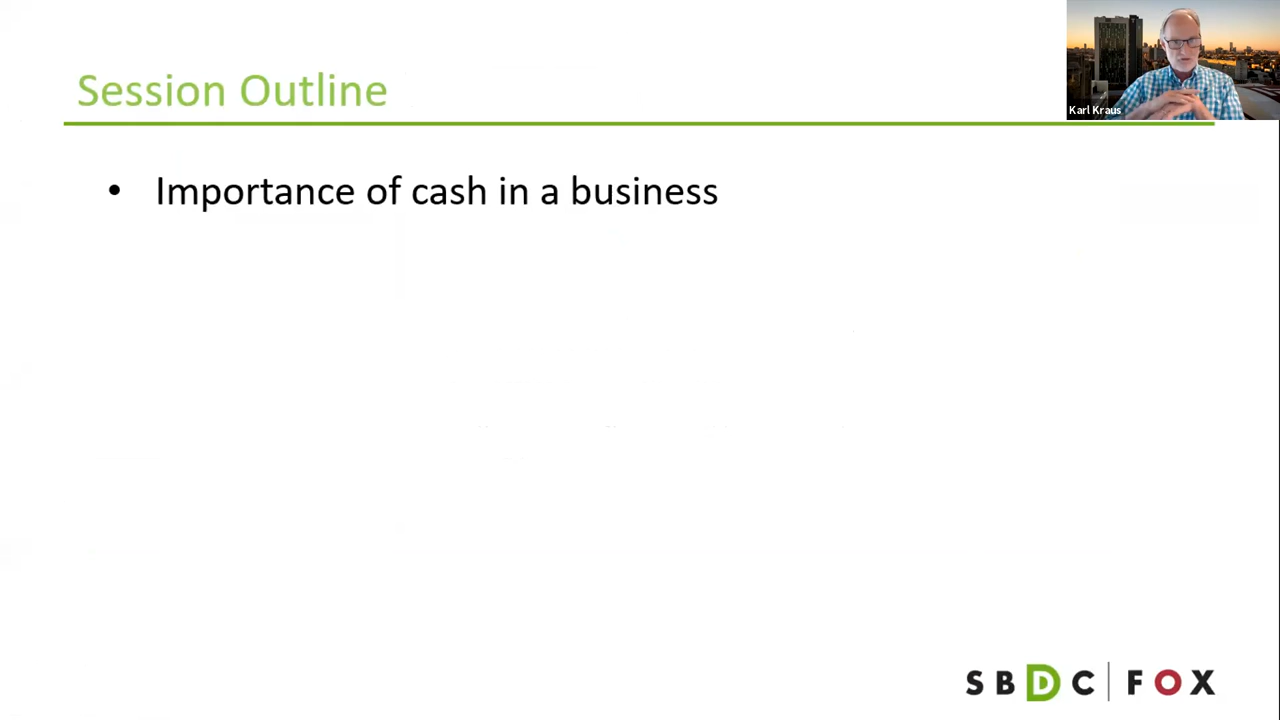 Session Outline
Karl Kraus
• Importance of cash in a business
SBDC | FOX